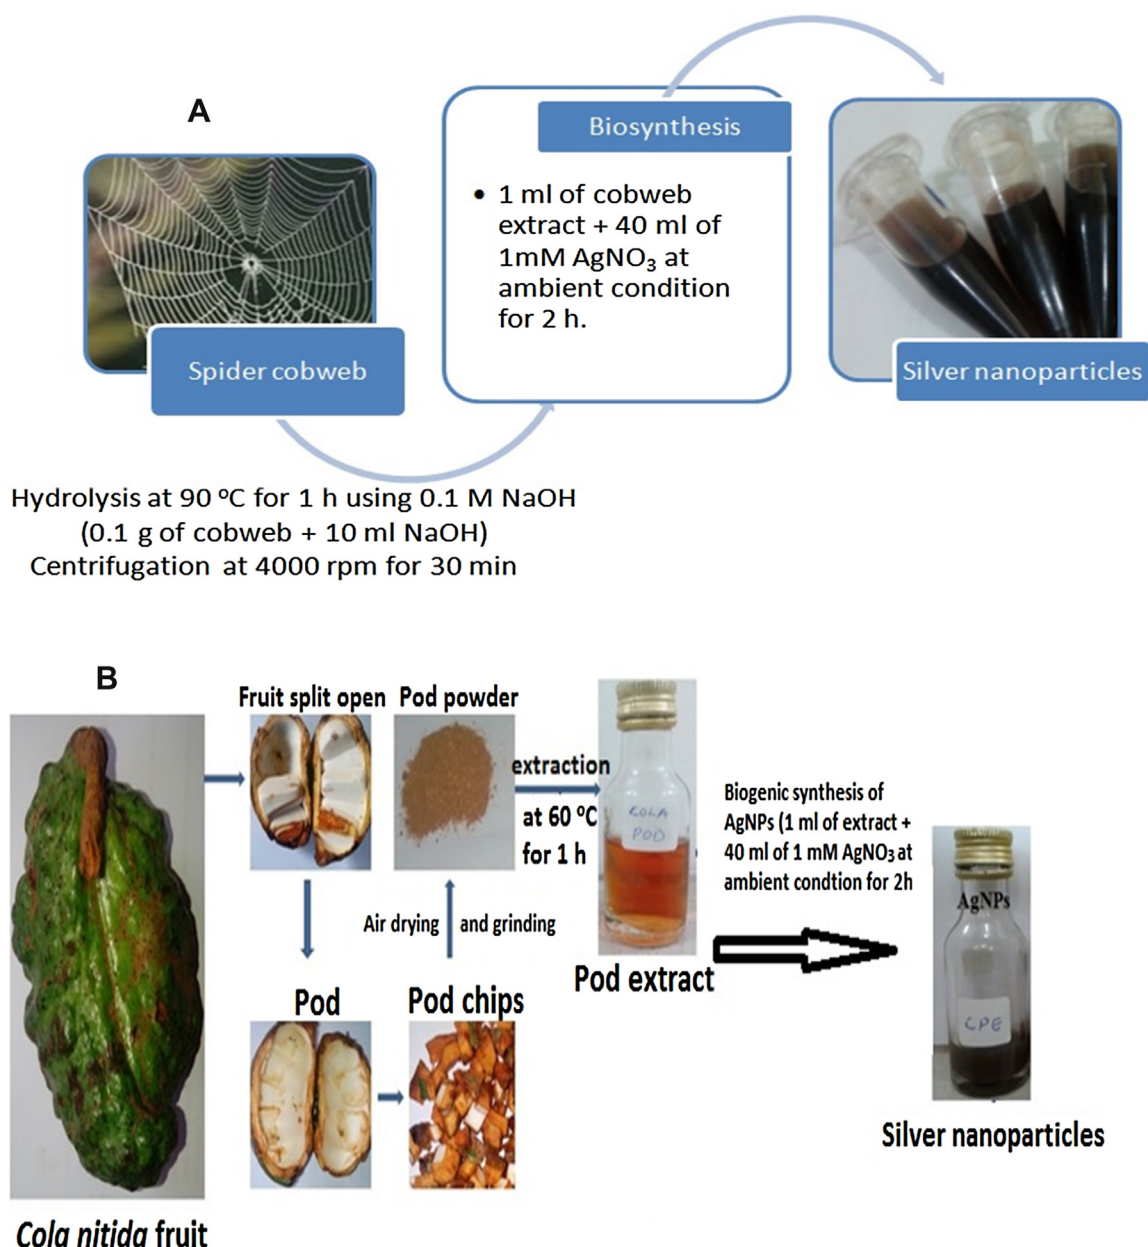 A
Biosynthesis
• 1 ml of cobweb
extract + 40 ml of
1mM AgNO₃ at
ambient condition
for 2 h.
Spider cobweb
Silver nanoparticles
Hydrolysis at 90 ºC for 1 h using 0.1 M NaOH
(0.1 g of cobweb + 10 ml NaOH)
Centrifugation at 4000 rpm for 30 min
B
Fruit split open
Pod powder
extraction
at 60 ºC
for 1 h
COLA
POD
Pod extract
Biogenic synthesis of
AgNPs (1 ml of extract +
40 ml of 1 mM AgNO₃ at
ambient condtion for 2h
AgNPs
CPE
Silver nanoparticles
Air drying and grinding
Pod
Pod chips
Cola nitida fruit